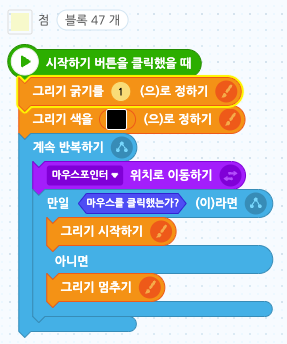 점 블록 47 개
시작하기 버튼을 클릭했을 때
그리기 굵기를 1 (으)로 정하기
그리기 색을 (으)로 정하기
계속 반복하기
마우스포인터 ▼ 위치로 이동하기
만일 마우스를 클릭했는가? (이)라면
그리기 시작하기
아니면
그리기 멈추기